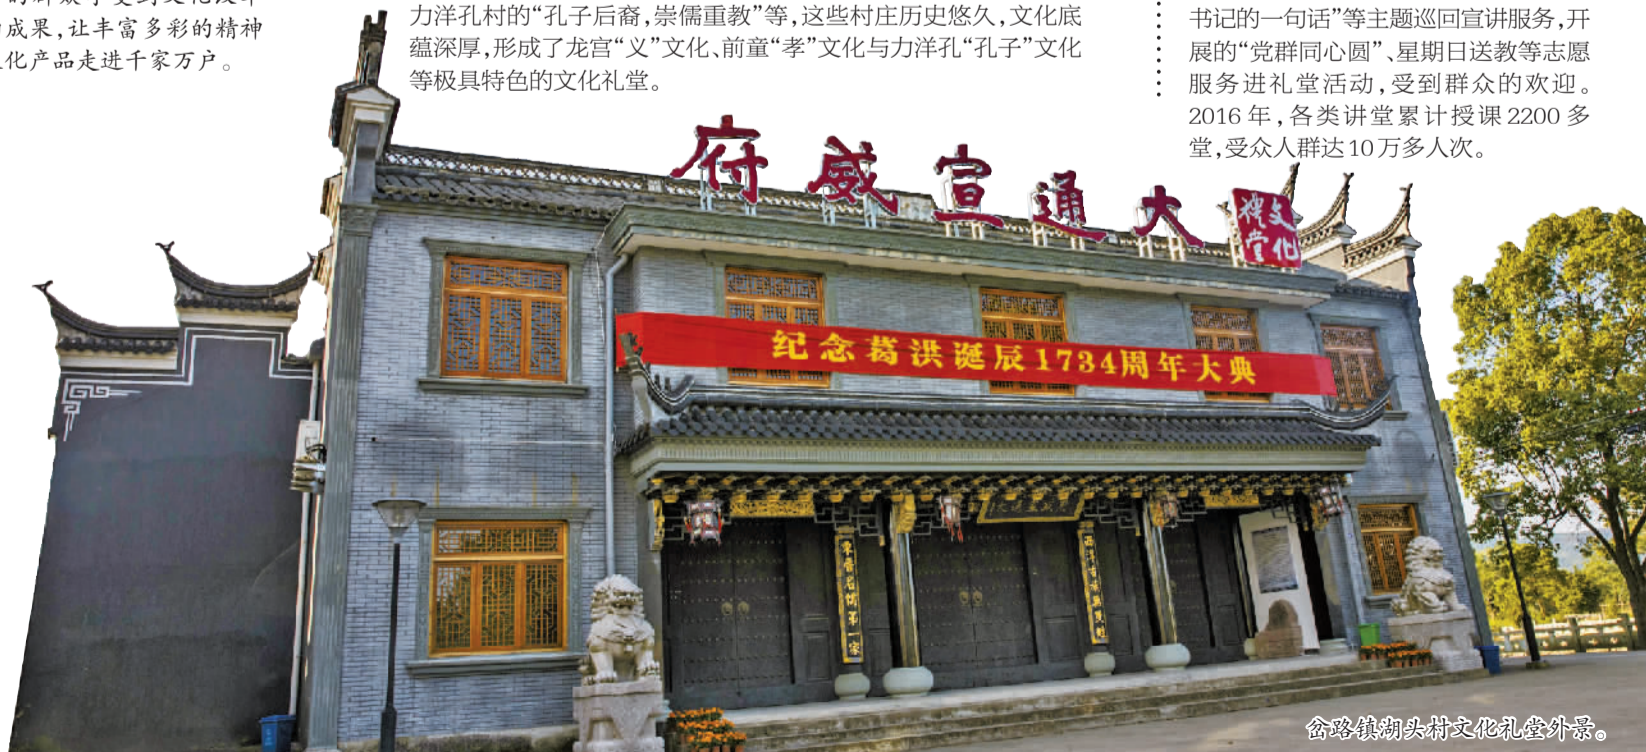 的群众享受到文化改革
成果，让丰富多彩的精神
化产品走进千家万户。
力洋孔村的“孔子后裔，崇儒重教”等，这些村庄历史悠久，文化底
蕴深厚，形成了龙宫“义”文化、前童“孝”文化与力洋孔“孔子”文化
等极具特色的文化礼堂。
书记的一句话”等主题巡回宣讲服务，开
展的“党群同心圆”、星期日送教等志愿
服务进礼堂活动，受到群众的欢迎。
2016年，各类讲堂累计授课2200多
堂，受众人群达10万多人次。
府威宣通大
文化
禮堂
纪念葛洪诞辰1734周年大典
岔路镇湖头村文化礼堂外景。